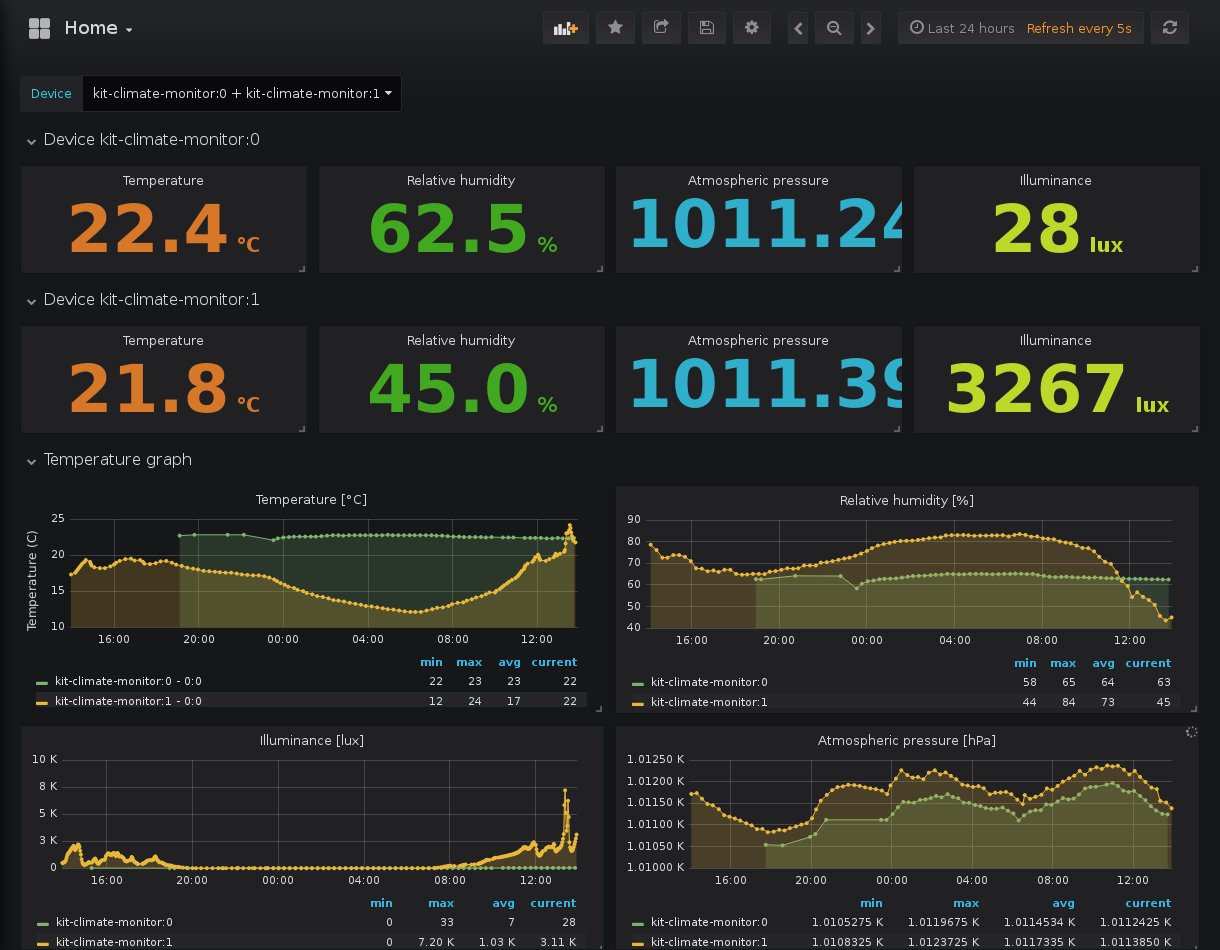 Home
Last 24 hours Refresh every 5s
Device kit-climate-monitor:0 + kit-climate-monitor:1
Device kit-climate-monitor:0
Temperature Relative humidity Atmospheric pressure Illuminance
22.4 °C 62.5 % 1011.24 28 lux
Device kit-climate-monitor:1
Temperature Relative humidity Atmospheric pressure Illuminance
21.8 °C 45.0 % 1011.39 3267 lux
Temperature graph
Temperature [°C]
Temperature (C)
25
20
15
10
16:00 20:00 00:00 04:00 08:00 12:00
min max avg current
kit-climate-monitor:0 - 0:0 22 23 23 22
kit-climate-monitor:1 - 0:0 12 24 17 22
Relative humidity [%]
90
80
70
60
50
40
16:00 20:00 00:00 04:00 08:00 12:00
min max avg current
kit-climate-monitor:0 58 65 64 63
kit-climate-monitor:1 44 84 73 45
Illuminance [lux]
10 K
8 K
5 K
3 K
0
16:00 20:00 00:00 04:00 08:00 12:00
min max avg current
kit-climate-monitor:0 0 33 7 28
kit-climate-monitor:1 0 7.20 K 1.03 K 3.11 K
Atmospheric pressure [hPa]
1.01250 K
1.01200 K
1.01150 K
1.01100 K
1.01050 K
1.01000 K
16:00 20:00 00:00 04:00 08:00 12:00
min max avg current
kit-climate-monitor:0 1.0105275 K 1.0119675 K 1.0114534 K 1.0112425 K
kit-climate-monitor:1 1.0108325 K 1.0123725 K 1.0117335 K 1.0113850 K